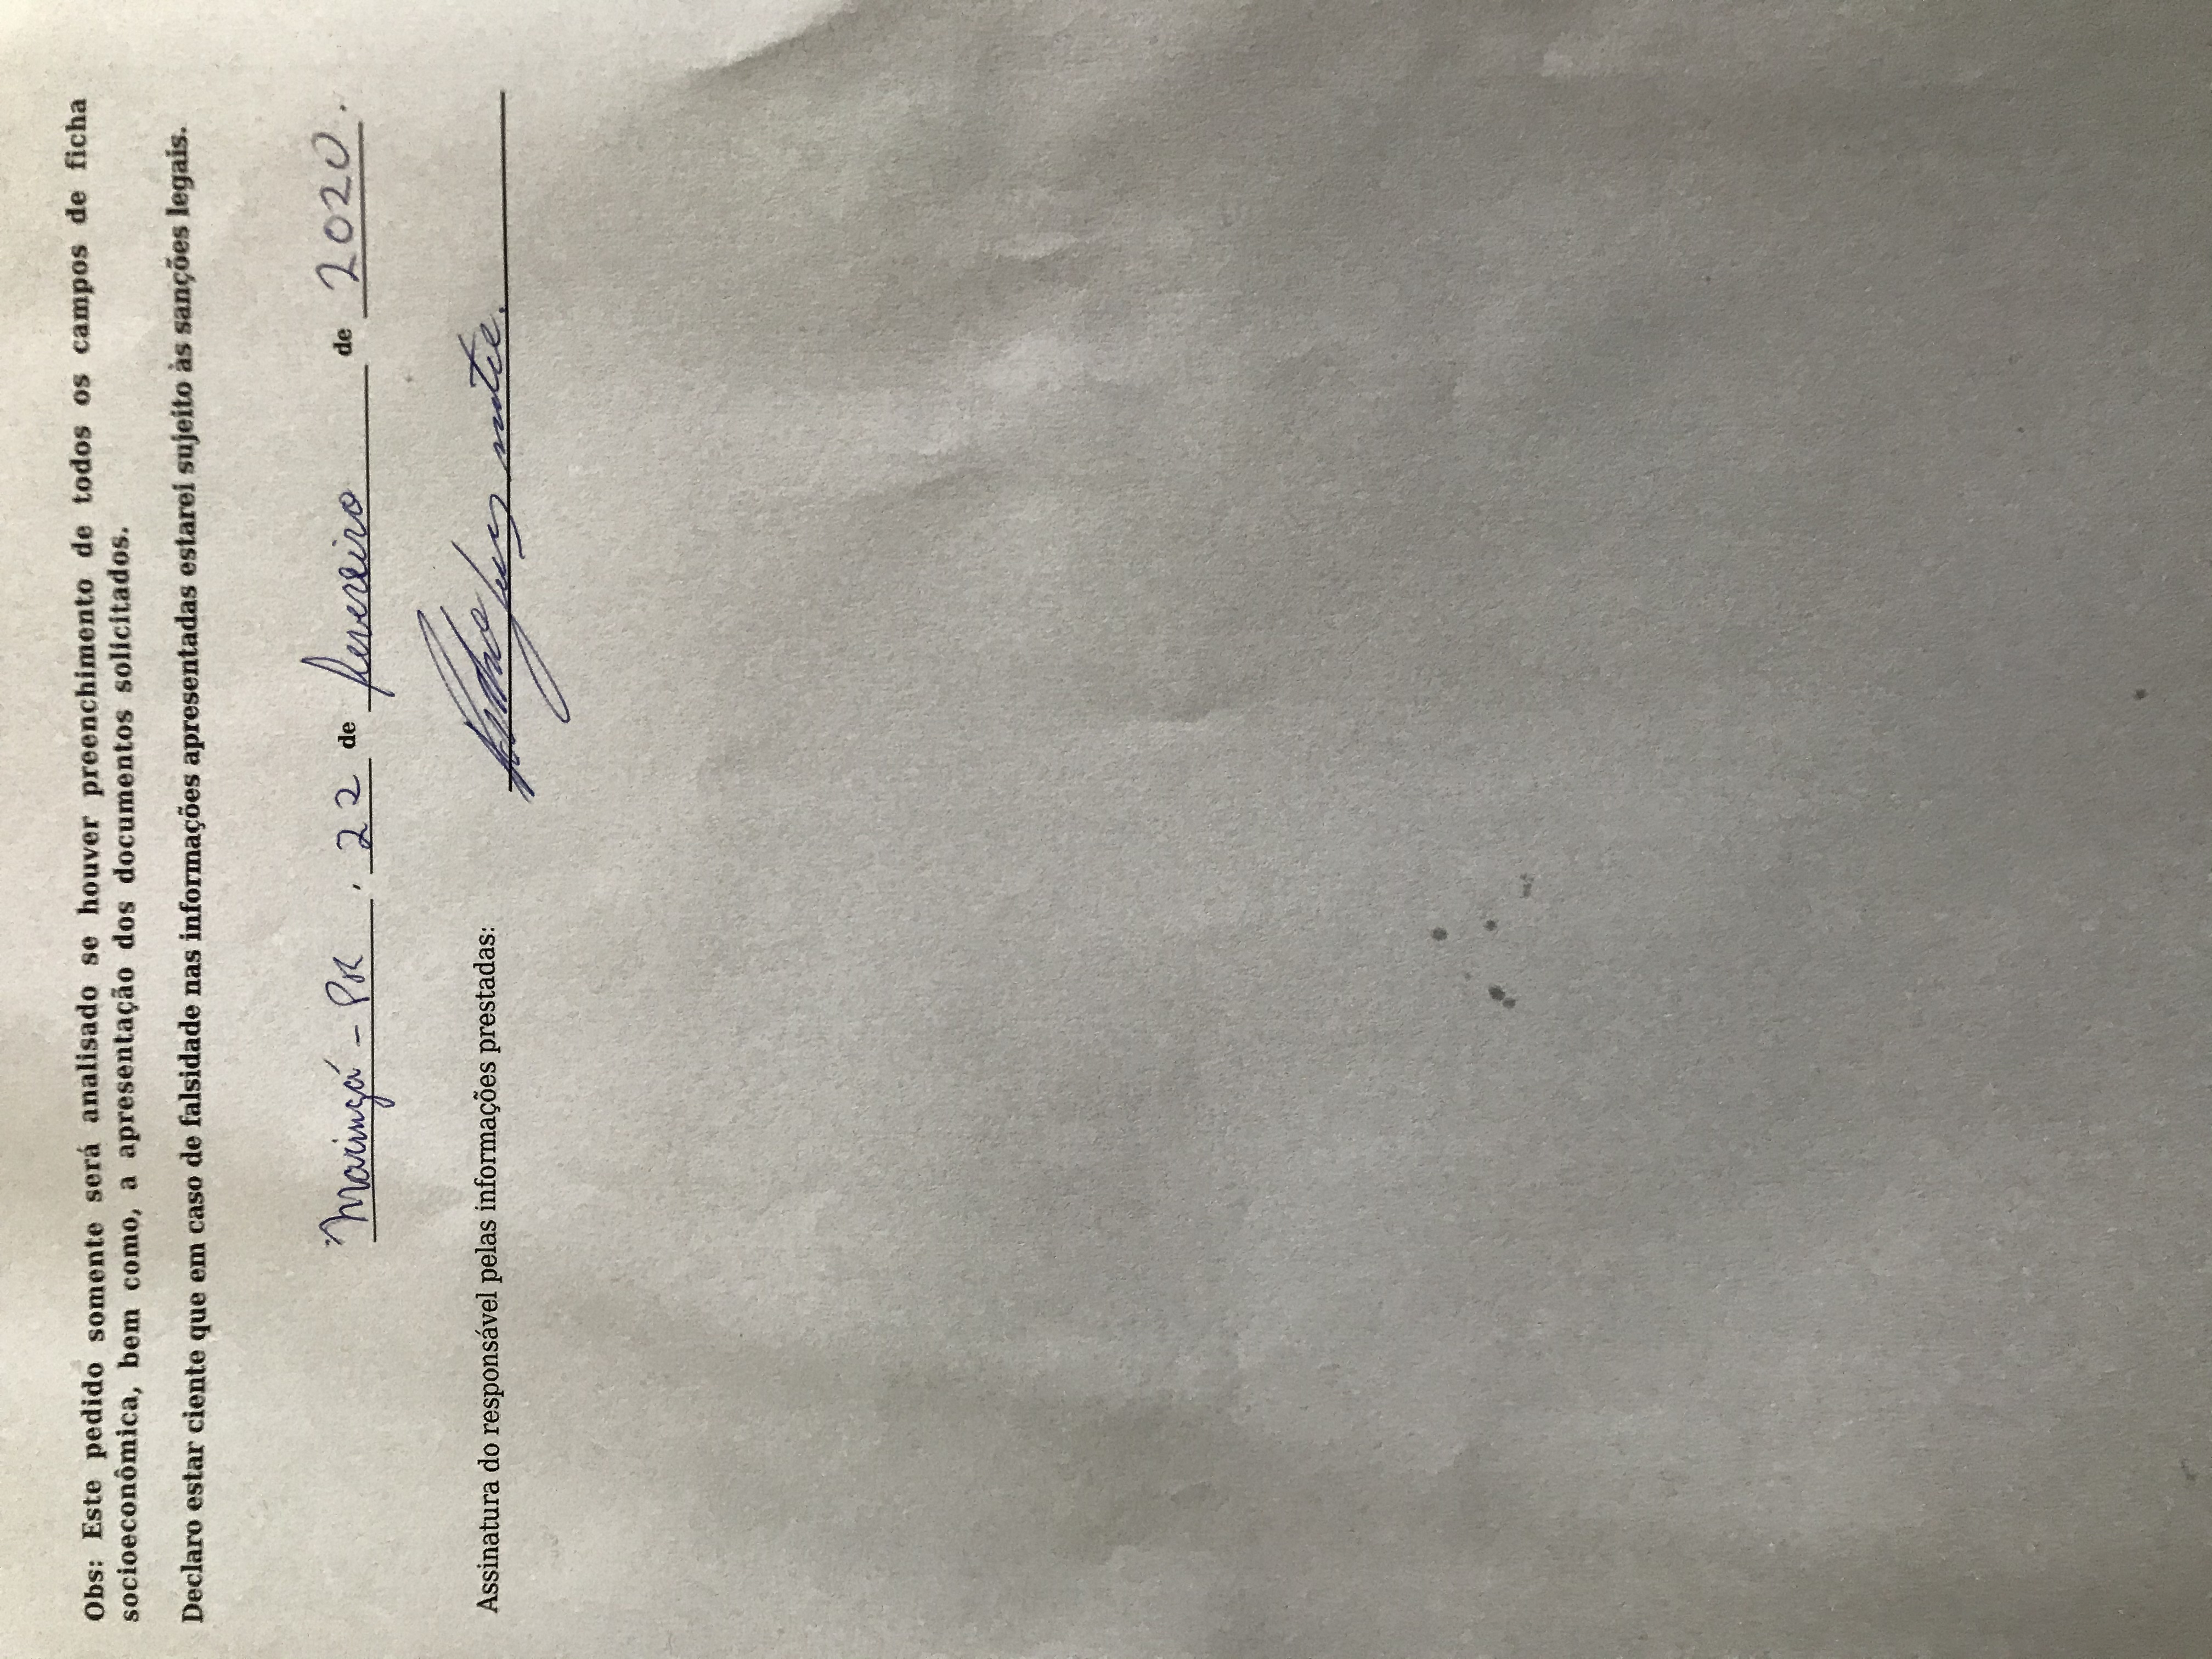 Obs: Este pedido somente será analisado se houver preenchimento de todos os campos de ficha
socioeconômica, bem como, a apresentação dos documentos solicitados.
Declaro estar ciente que em caso de falsidade nas informações apresentadas estarei sujeito às sanções legais.
Maringá - PR, 22 de fevereiro de 2020.
Assinatura do responsável pelas informações prestadas: